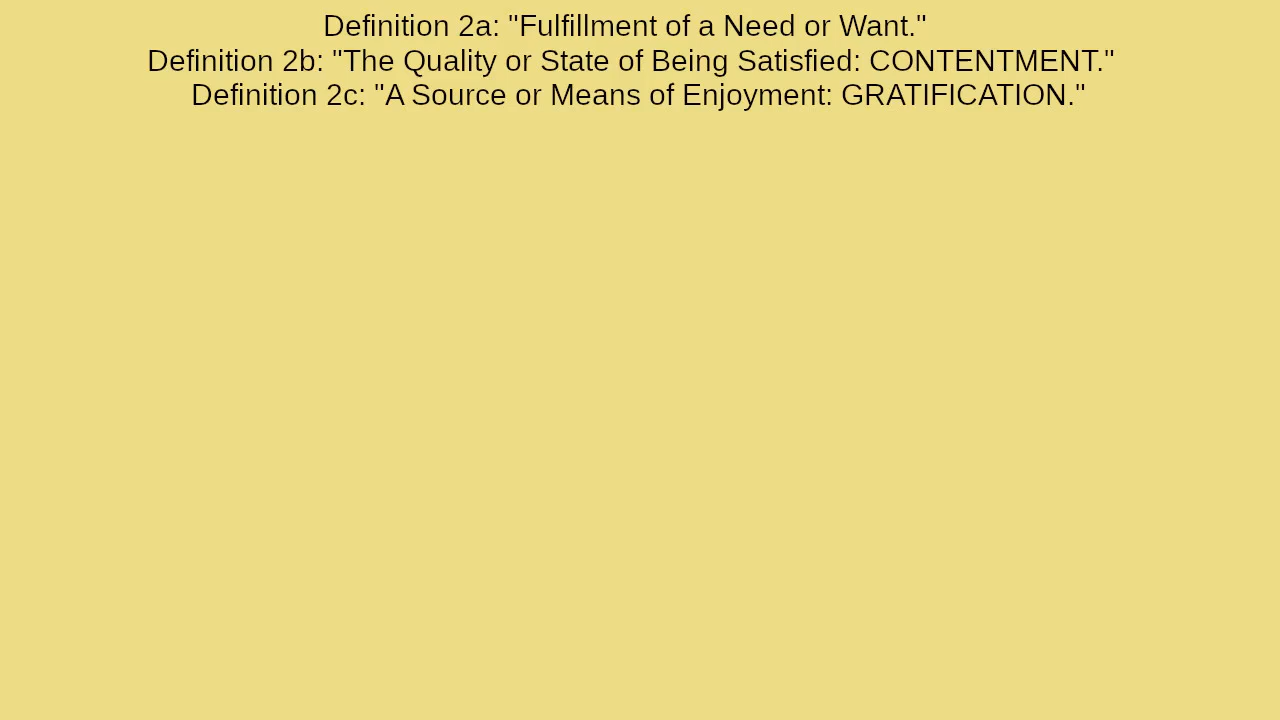 Definition 2a: "Fulfillment of a Need or Want."
Definition 2b: "The Quality or State of Being Satisfied: CONTENTMENT."
Definition 2c: "A Source or Means of Enjoyment: GRATIFICATION."